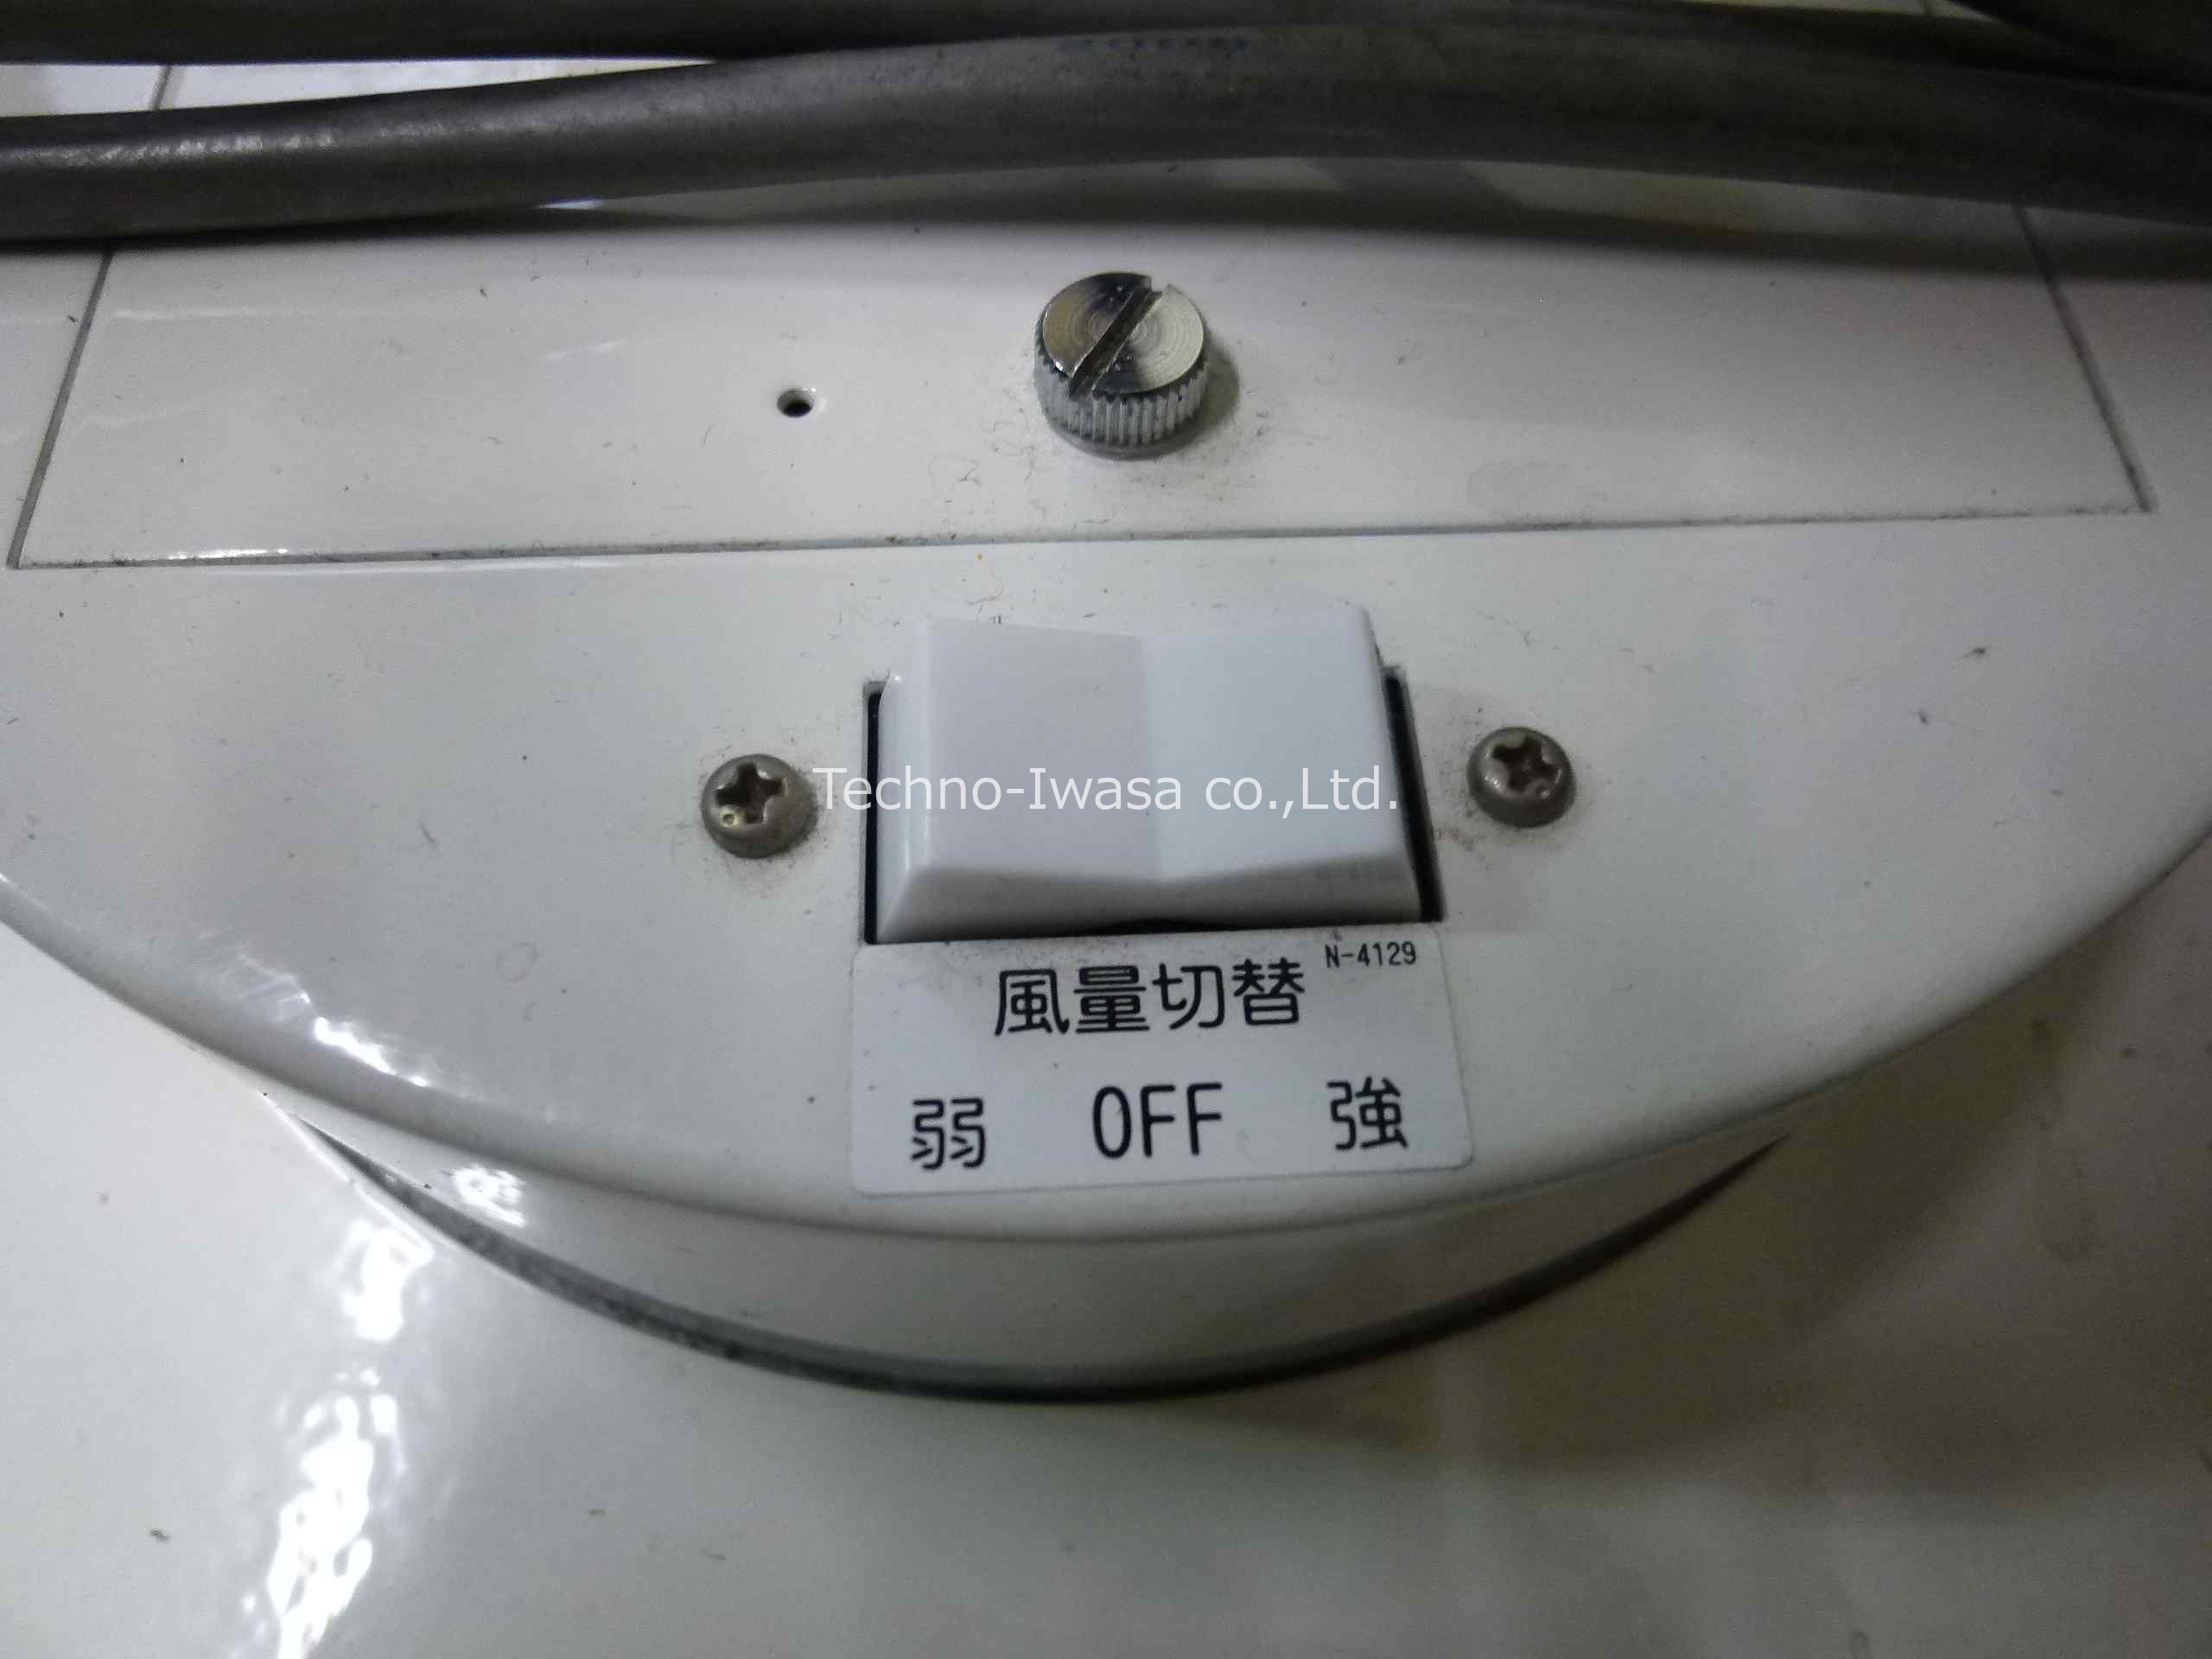 Techno-Iwasa co.,Ltd.
N-4129
風量切替
弱 OFF 強